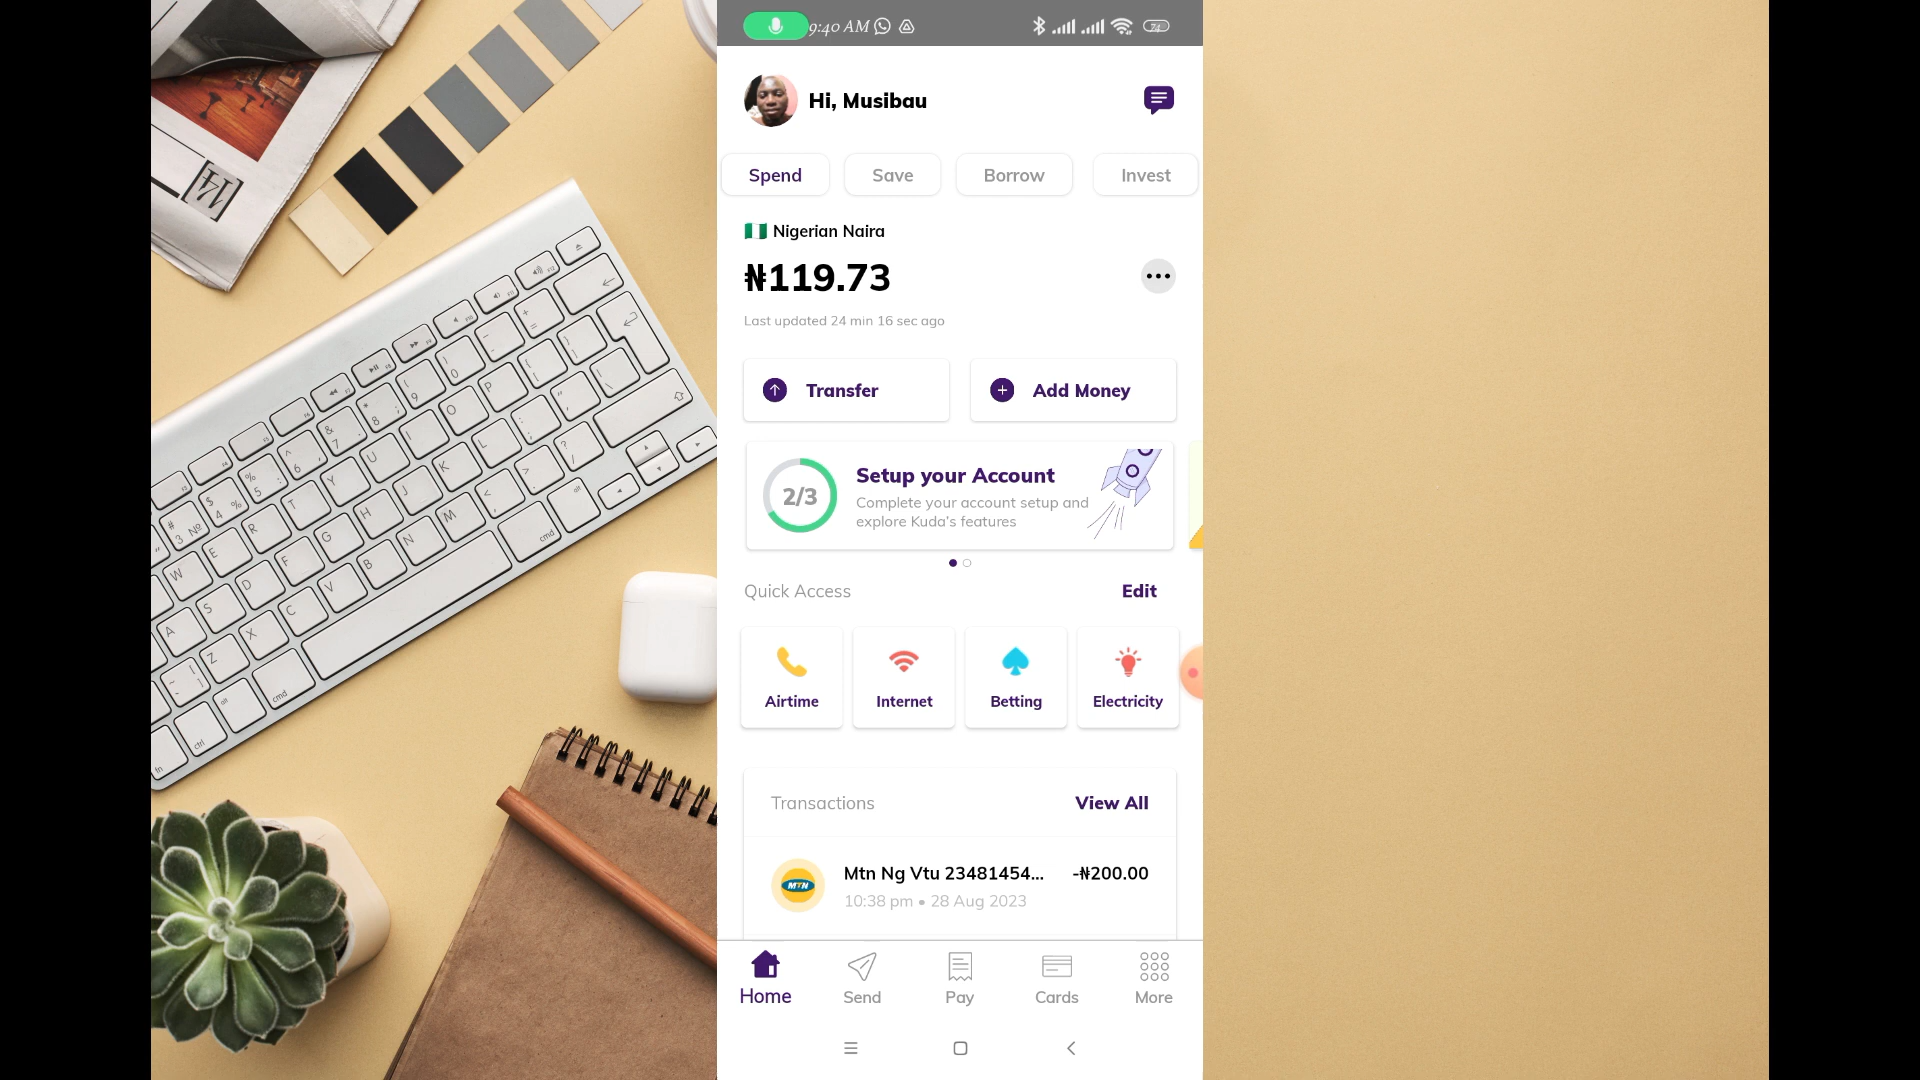 9:40 AM
74
Hi, Musibau
Spend
Save
Borrow
Invest
Nigerian Naira
₦119.73
Last updated 24 min 16 sec ago
Transfer
Add Money
2/3
Setup your Account
Complete your account setup and
explore Kuda's features
Quick Access
Edit
Airtime
Internet
Betting
Electricity
Transactions
View All
MTN
Mtn Ng Vtu 23481454...
-₦200.00
10:38 pm • 28 Aug 2023
Home
Send
Pay
Cards
More